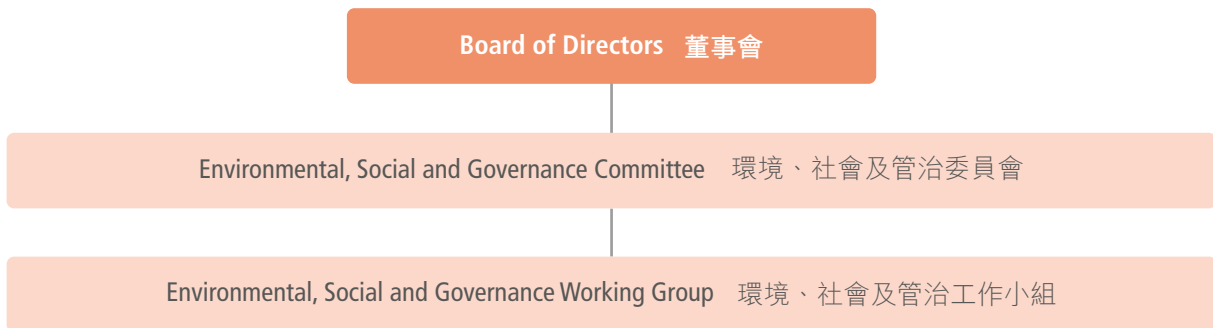 Board of Directors 董事會
Environmental, Social and Governance Committee 環境、社會及管治委員會
Environmental, Social and Governance Working Group 環境、社會及管治工作小組